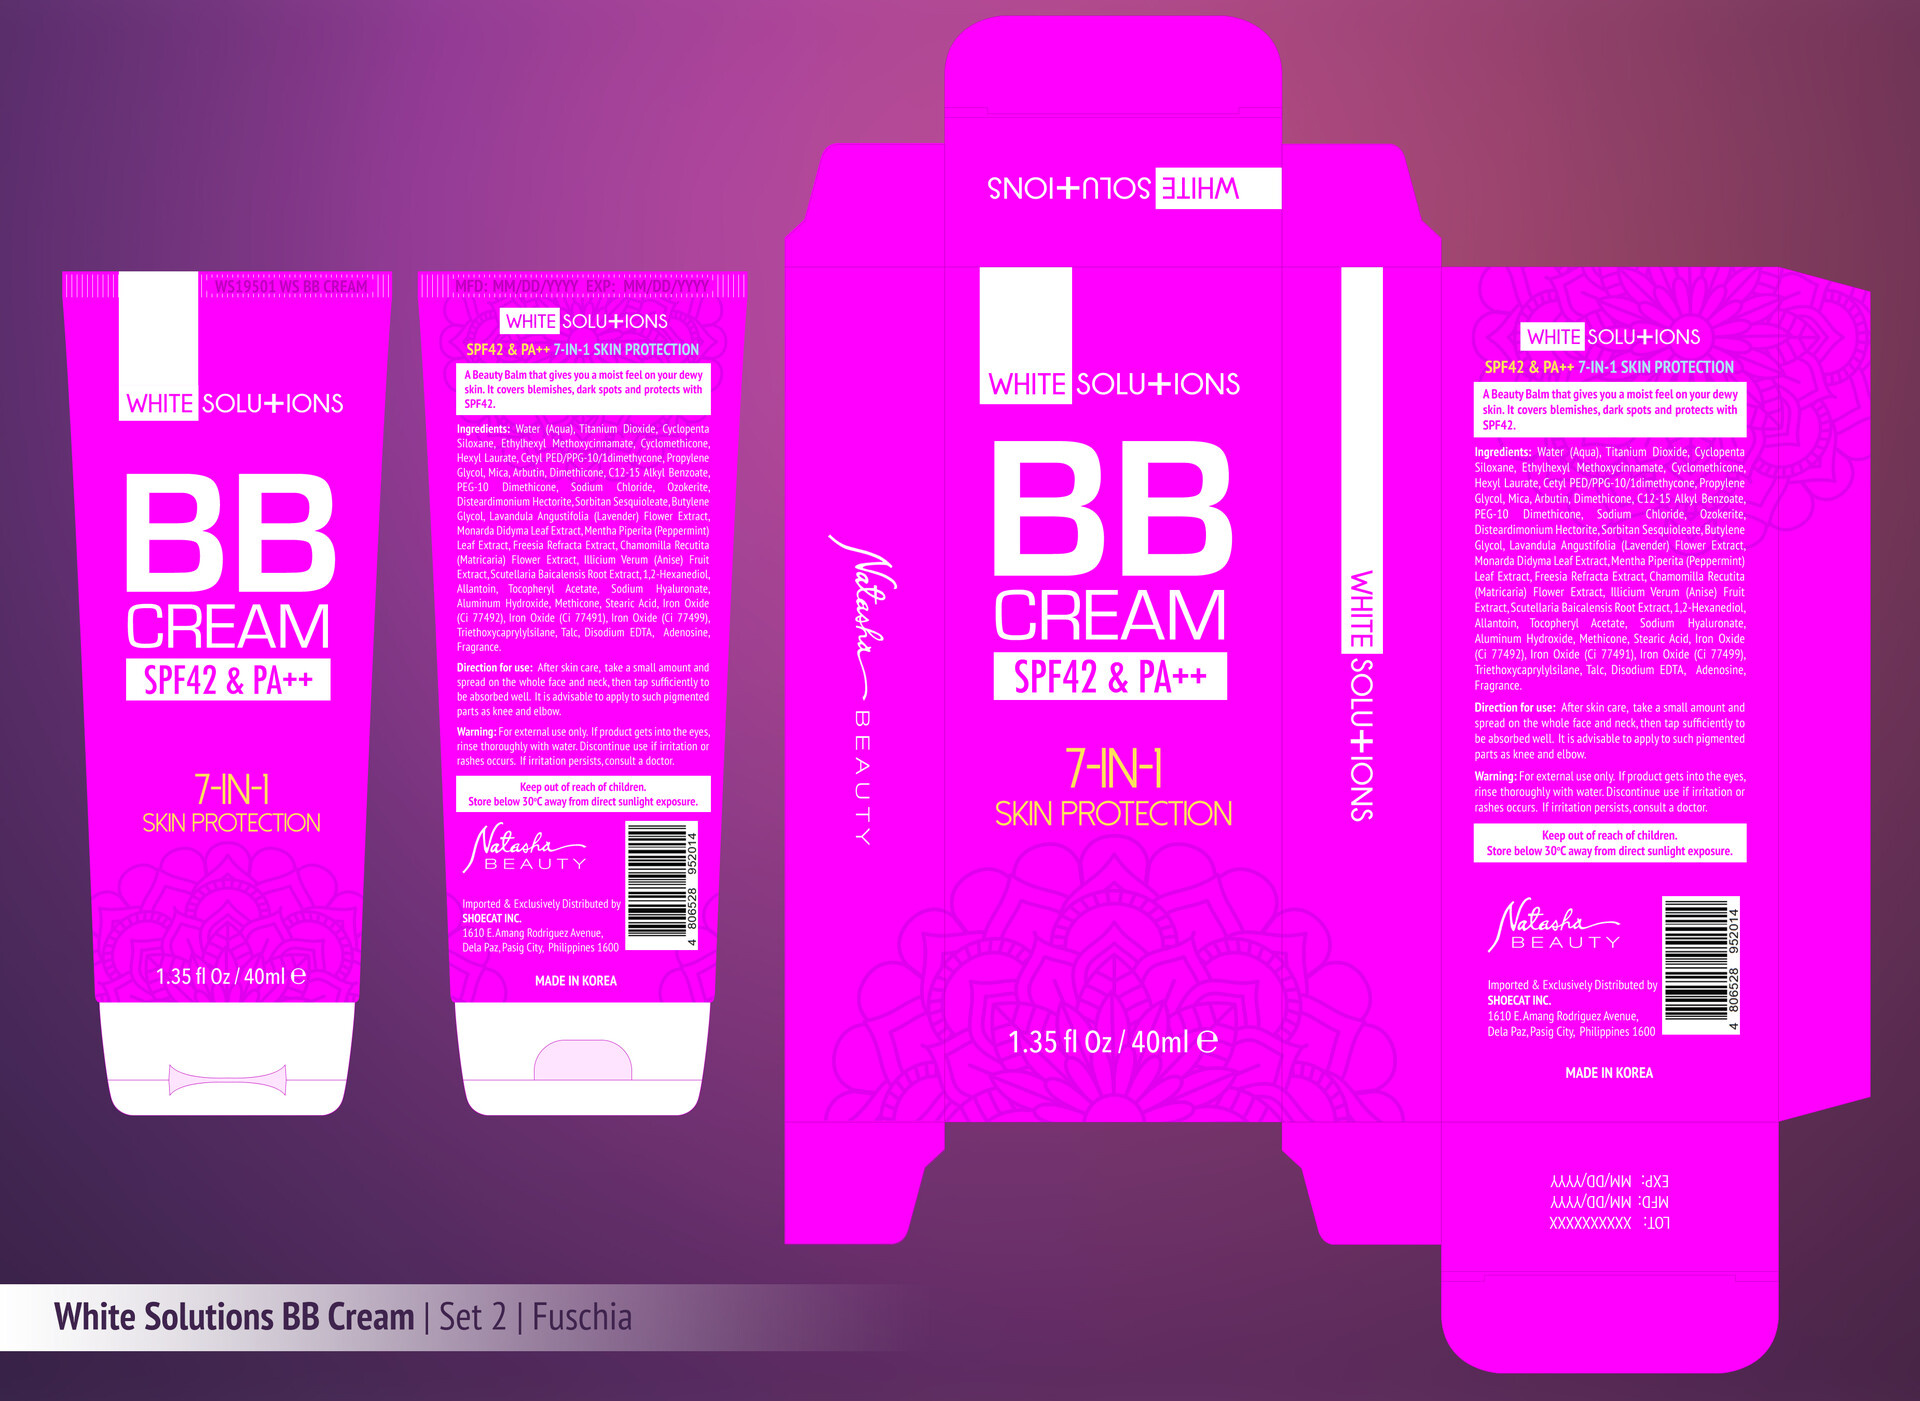 WS19501 WS BB CREAM
WHITE SOLU+IONS
BB
CREAM
SPF42 & PA++
7-IN-1
SKIN PROTECTION
1.35 fl Oz / 40ml ℮
MFD: MM/DD/YYYY EXP: MM/DD/YYYY
WHITE SOLU+IONS
SPF42 & PA++ 7-IN-1 SKIN PROTECTION
A Beauty Balm that gives you a moist feel on your dewy
skin. It covers blemishes, dark spots and protects with
SPF42.
Ingredients: Water (Aqua), Titanium Dioxide, Cyclopenta
Siloxane, Ethylhexyl Methoxycinnamate, Cyclomethicone,
Hexyl Laurate, Cetyl PED/PPG-10/1dimethycone, Propylene
Glycol, Mica, Arbutin, Dimethicone, C12-15 Alkyl Benzoate,
PEG-10 Dimethicone, Sodium Chloride, Ozokerite,
Disteardimonium Hectorite, Sorbitan Sesquioleate, Butylene
Glycol, Lavandula Angustifolia (Lavender) Flower Extract,
Monarda Didyma Leaf Extract, Mentha Piperita (Peppermint)
Leaf Extract, Freesia Refracta Extract, Chamomilla Recutita
(Matricaria) Flower Extract, Illicium Verum (Anise) Fruit
Extract, Scutellaria Baicalensis Root Extract, 1,2-Hexanediol,
Allantoin, Tocopheryl Acetate, Sodium Hyaluronate,
Aluminum Hydroxide, Methicone, Stearic Acid, Iron Oxide
(Ci 77492), Iron Oxide (Ci 77491), Iron Oxide (Ci 77499),
Triethoxycaprylylsilane, Talc, Disodium EDTA, Adenosine,
Fragrance.
Direction for use: After skin care, take a small amount and
spread on the whole face and neck, then tap sufficiently to
be absorbed well. It is advisable to apply to such pigmented
parts as knee and elbow.
Warning: For external use only. If product gets into the eyes,
rinse thoroughly with water. Discontinue use if irritation or
rashes occurs. If irritation persists, consult a doctor.
Keep out of reach of children.
Store below 30°C away from direct sunlight exposure.
Natasha
BEAUTY
4 806528 952014
Imported & Exclusively Distributed by
SHOECAT INC.
1610 E. Amang Rodriguez Avenue,
Dela Paz, Pasig City, Philippines 1600
MADE IN KOREA
WHITE SOLU+IONS
Natasha BEAUTY
WHITE SOLU+IONS
BB
CREAM
SPF42 & PA++
7-IN-1
SKIN PROTECTION
1.35 fl Oz / 40ml ℮
WHITE SOLU+IONS
WHITE SOLU+IONS
SPF42 & PA++ 7-IN-1 SKIN PROTECTION
A Beauty Balm that gives you a moist feel on your dewy
skin. It covers blemishes, dark spots and protects with
SPF42.
Ingredients: Water (Aqua), Titanium Dioxide, Cyclopenta
Siloxane, Ethylhexyl Methoxycinnamate, Cyclomethicone,
Hexyl Laurate, Cetyl PED/PPG-10/1dimethycone, Propylene
Glycol, Mica, Arbutin, Dimethicone, C12-15 Alkyl Benzoate,
PEG-10 Dimethicone, Sodium Chloride, Ozokerite,
Disteardimonium Hectorite, Sorbitan Sesquioleate, Butylene
Glycol, Lavandula Angustifolia (Lavender) Flower Extract,
Monarda Didyma Leaf Extract, Mentha Piperita (Peppermint)
Leaf Extract, Freesia Refracta Extract, Chamomilla Recutita
(Matricaria) Flower Extract, Illicium Verum (Anise) Fruit
Extract, Scutellaria Baicalensis Root Extract, 1,2-Hexanediol,
Allantoin, Tocopheryl Acetate, Sodium Hyaluronate,
Aluminum Hydroxide, Methicone, Stearic Acid, Iron Oxide
(Ci 77492), Iron Oxide (Ci 77491), Iron Oxide (Ci 77499),
Triethoxycaprylylsilane, Talc, Disodium EDTA, Adenosine,
Fragrance.
Direction for use: After skin care, take a small amount and
spread on the whole face and neck, then tap sufficiently to
be absorbed well. It is advisable to apply to such pigmented
parts as knee and elbow.
Warning: For external use only. If product gets into the eyes,
rinse thoroughly with water. Discontinue use if irritation or
rashes occurs. If irritation persists, consult a doctor.
Keep out of reach of children.
Store below 30°C away from direct sunlight exposure.
Natasha
BEAUTY
4 806528 952014
Imported & Exclusively Distributed by
SHOECAT INC.
1610 E. Amang Rodriguez Avenue,
Dela Paz, Pasig City, Philippines 1600
MADE IN KOREA
LOT: XXXXXXXXXX
MFD: MM/DD/YYYY
EXP: MM/DD/YYYY
White Solutions BB Cream | Set 2 | Fuschia